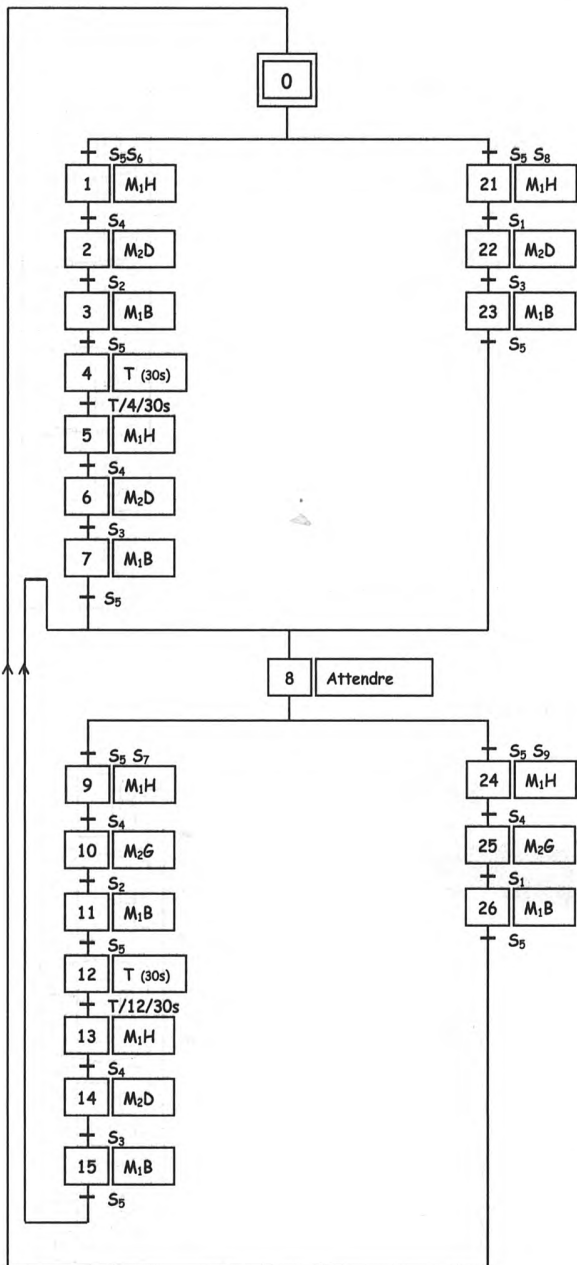 0
S₅S₆
1 M₁H
S₄
2 M₂D
S₂
3 M₁B
S₅
4 T (30s)
T/4/30s
5 M₁H
S₄
6 M₂D
S₃
7 M₁B
S₅
S₅ S₈
21 M₁H
S₁
22 M₂D
S₃
23 M₁B
S₅
8 Attendre
S₅ S₇
9 M₁H
S₄
10 M₂G
S₂
11 M₁B
S₅
12 T (30s)
T/12/30s
13 M₁H
S₄
14 M₂D
S₃
15 M₁B
S₅
S₅ S₉
24 M₁H
S₄
25 M₂G
S₁
26 M₁B
S₅